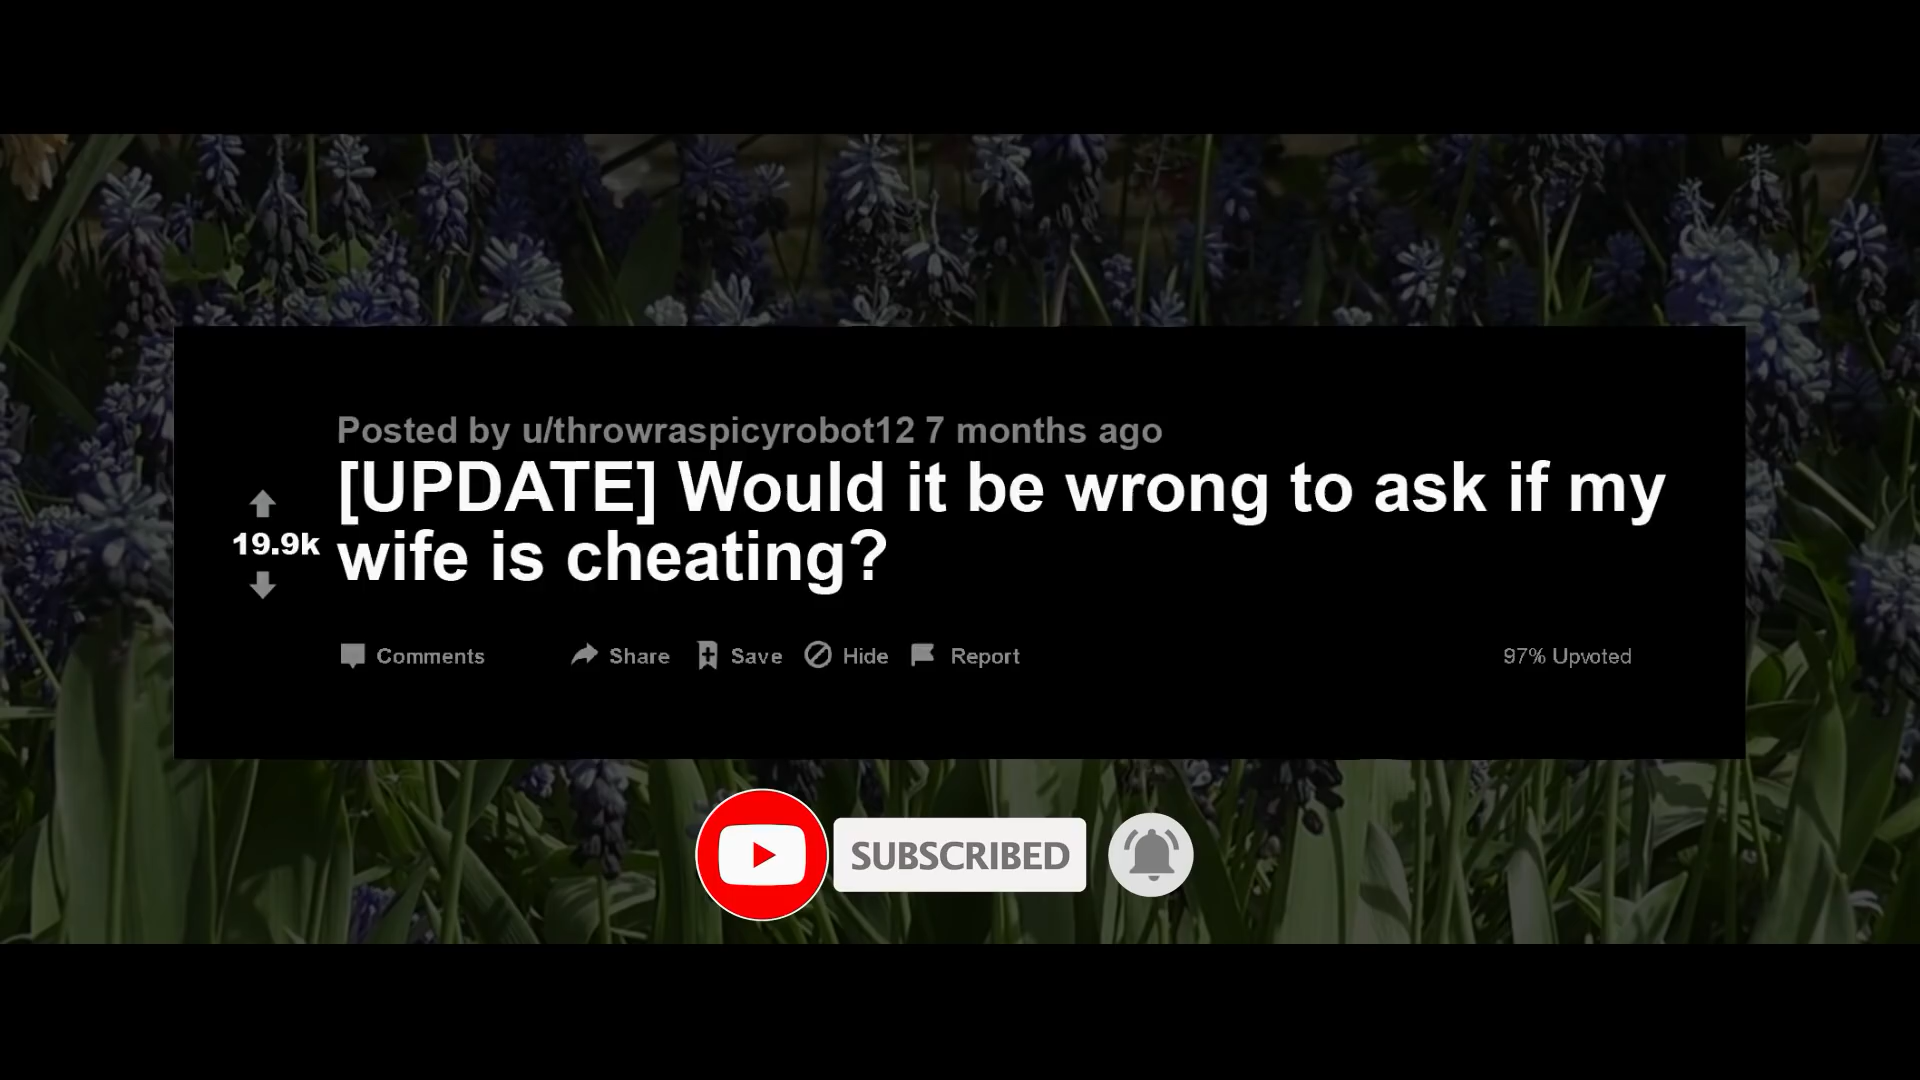 Posted by u/throwraspicyrobot12 7 months ago
[UPDATE] Would it be wrong to ask if my
wife is cheating?
19.9k
Comments Share Save Hide Report 97% Upvoted
SUBSCRIBED